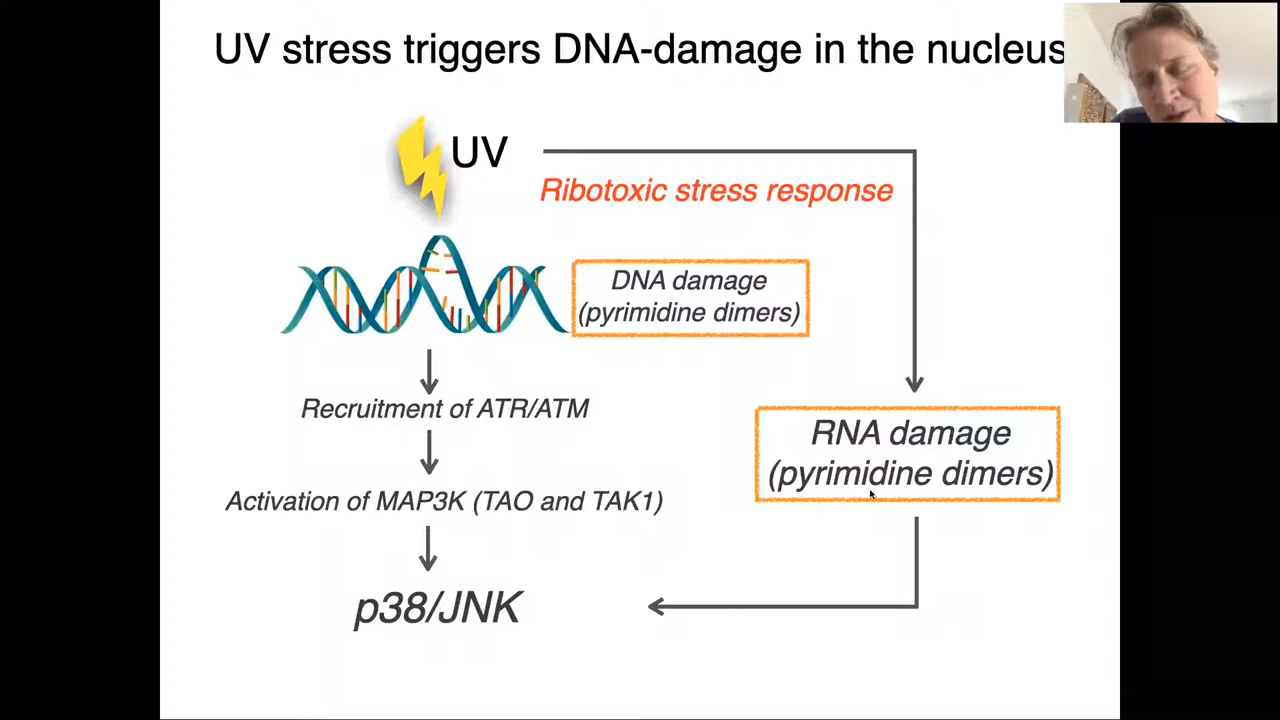 UV stress triggers DNA-damage in the nucleus
UV
Ribotoxic stress response
DNA damage
(pyrimidine dimers)
Recruitment of ATR/ATM
RNA damage
(pyrimidine dimers)
Activation of MAP3K (TAO and TAK1)
p38/JNK